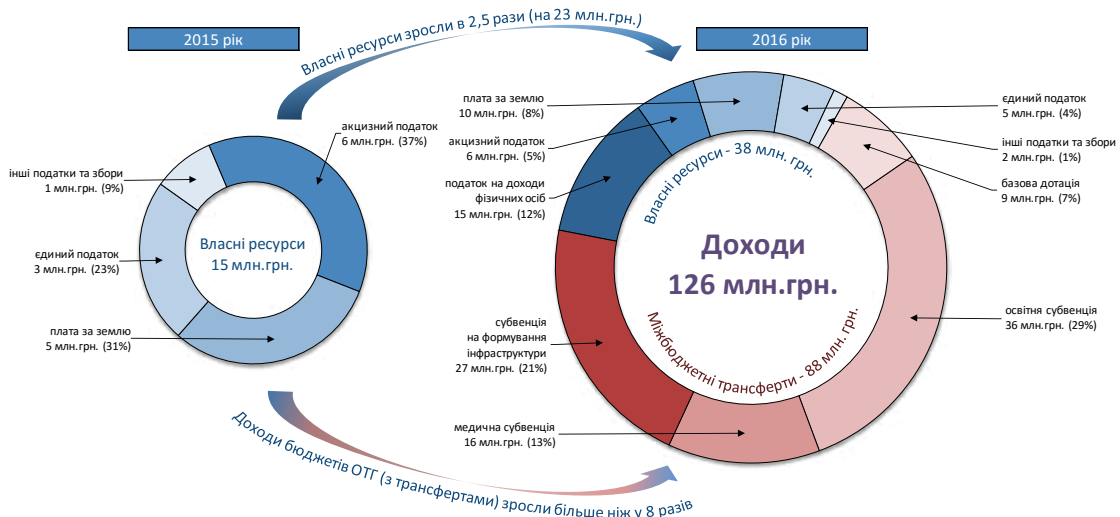 2015 рік
Власні ресурси зросли в 2,5 рази (на 23 млн.грн.)
2016 рік
акцизний податок
6 млн.грн. (37%)
інші податки та збори
1 млн.грн. (9%)
єдиний податок
3 млн.грн. (23%)
плата за землю
5 млн.грн. (31%)
Власні ресурси
15 млн.грн.
плата за землю
10 млн.грн. (8%)
акцизний податок
6 млн.грн. (5%)
податок на доходи
фізичних осіб
15 млн.грн. (12%)
субвенція
на формування
інфраструктури
27 млн.грн. (21%)
медична субвенція
16 млн.грн. (13%)
Власні ресурси - 38 млн. грн.
Доходи
126 млн.грн.
Міжбюджетні трансферти - 88 млн. грн.
єдиний податок
5 млн.грн. (4%)
інші податки та збори
2 млн.грн. (1%)
базова дотація
9 млн.грн. (7%)
освітня субвенція
36 млн.грн. (29%)
Доходи бюджетів ОТГ (з трансфертами) зросли більше ніж у 8 разів